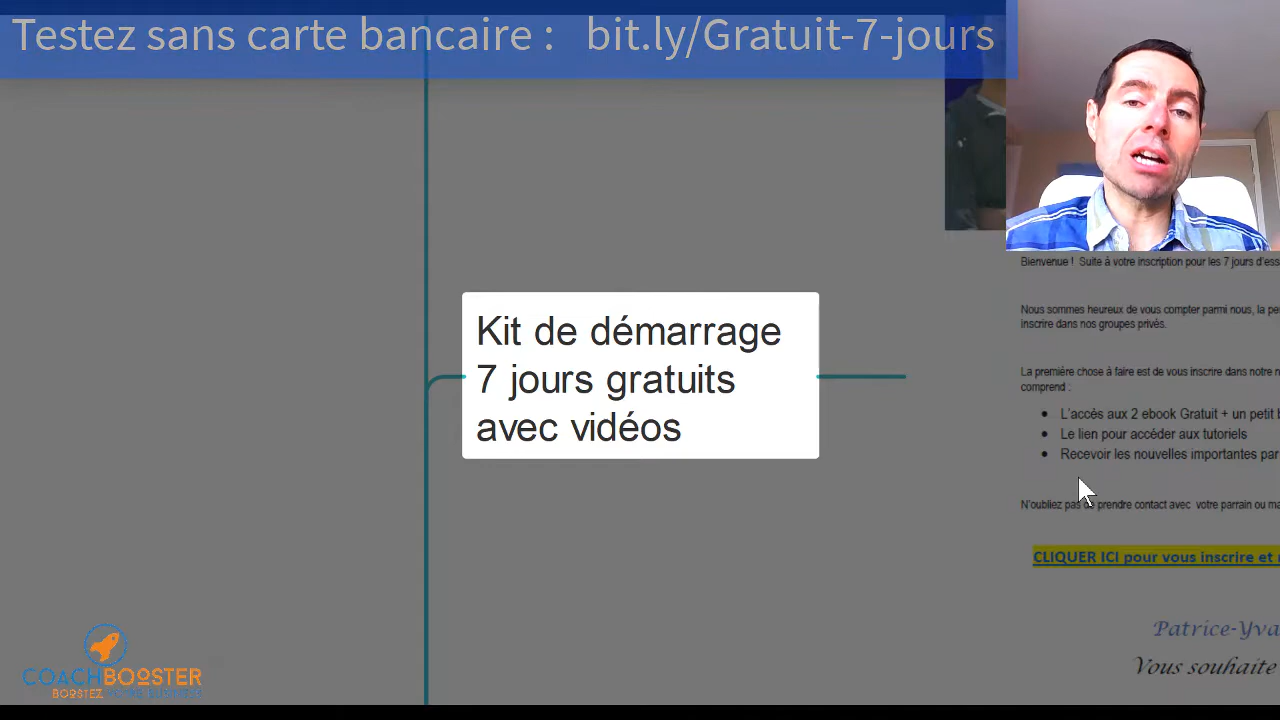 Testez sans carte bancaire : bit.ly/Gratuit-7-jours
Bienvenue ! Suite à votre inscription pour les 7 jours d'ess
Nous sommes heureux de vous compter parmi nous, la pe
inscrire dans nos groupes privés.
Kit de démarrage
7 jours gratuits
avec vidéos
La première chose à faire est de vous inscrire dans notre n
comprend :
• L'accès aux 2 ebook Gratuit + un petit b
• Le lien pour accéder aux tutoriels
• Recevoir les nouvelles importantes par
N'oubliez pas de prendre contact avec votre parrain ou ma
CLIQUER ICI pour vous inscrire et r
Patrice-Yva
Vous souhaite
COACHBOOSTER
BOOSTEZ VOTRE BUSINESS